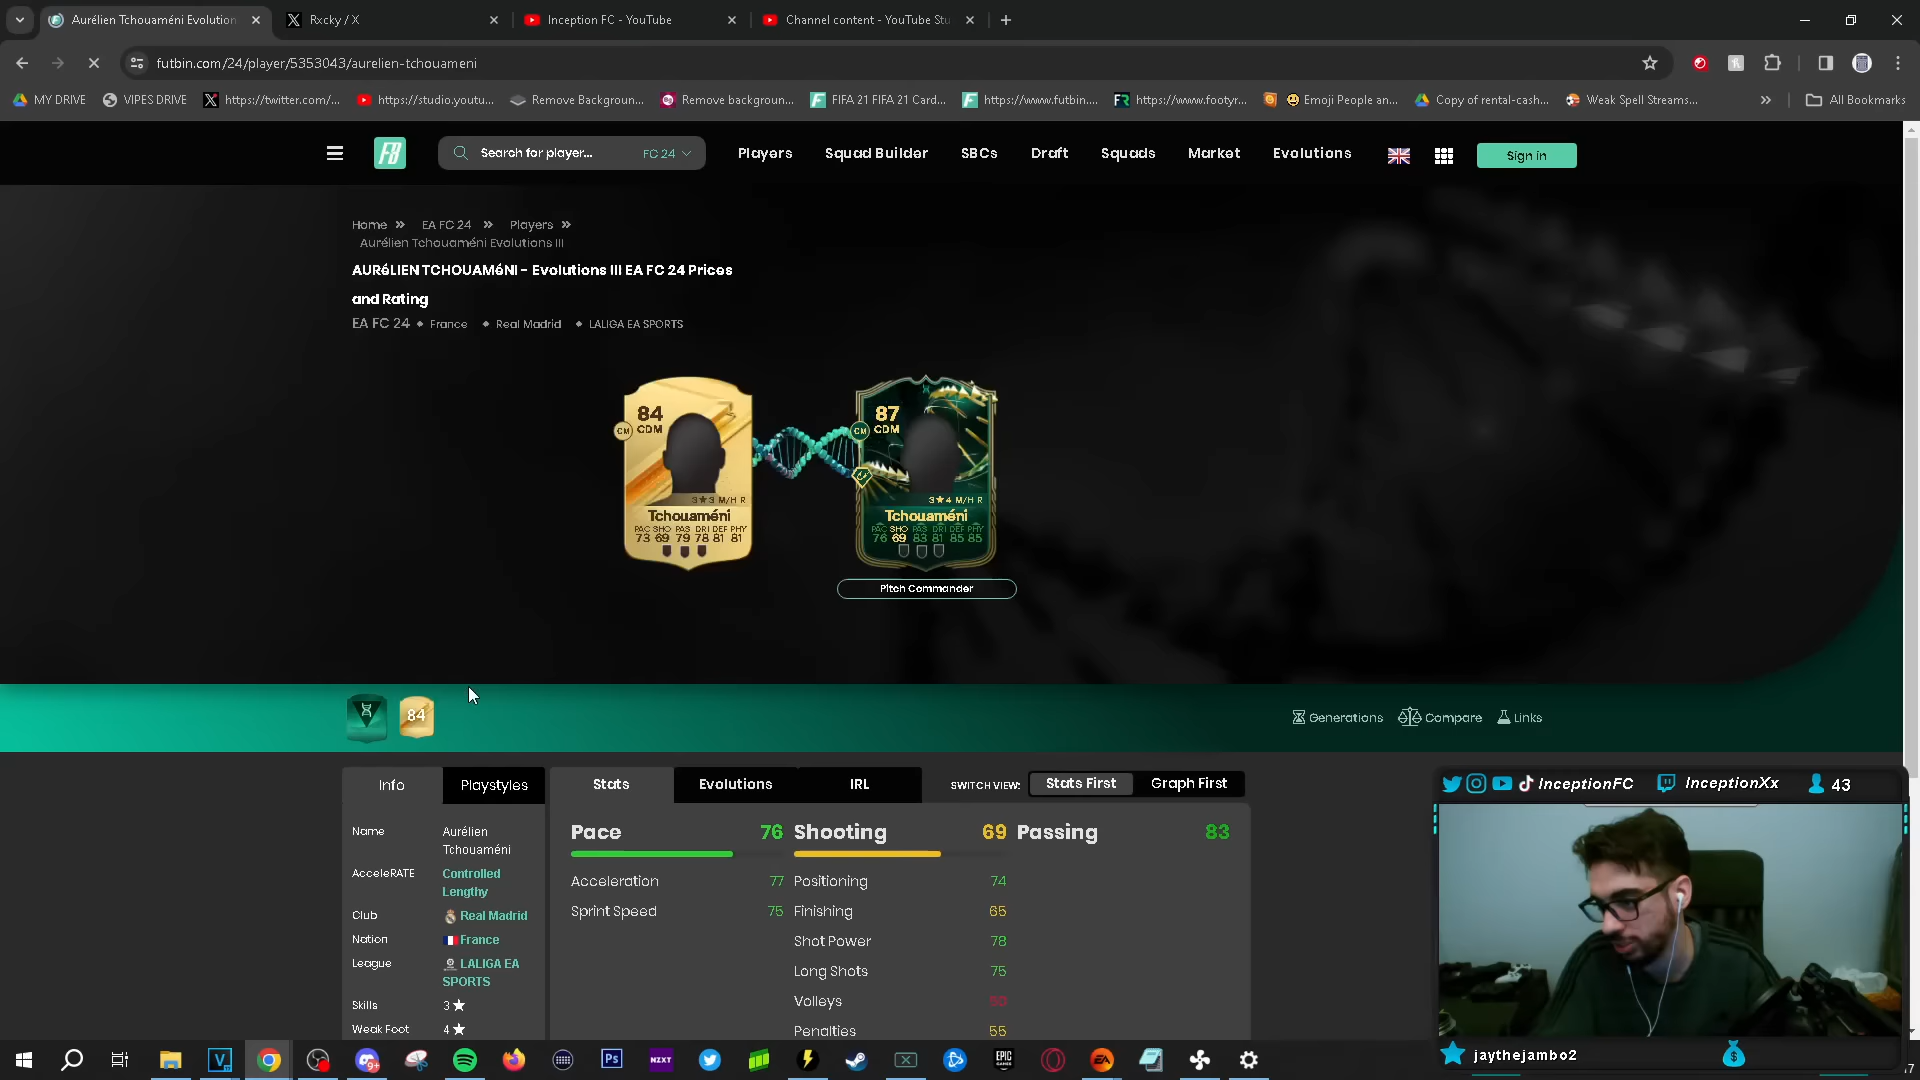 Aurélien Tchouaméni Evolution
Rxcky / X
Inception FC - YouTube
Channel content - YouTube Stu
futbin.com/24/player/5353043/aurelien-tchouameni
MY DRIVE
VIPES DRIVE
https://twitter.com/...
https://studio.youtu...
Remove Backgroun...
Remove backgroun...
FIFA 21 FIFA 21 Card...
https://www.futbin....
https://www.footyr...
Emoji People an...
Copy of rental-cash...
Weak Spell Streams...
All Bookmarks
Search for player...
FC 24
Players
Squad Builder
SBCs
Draft
Squads
Market
Evolutions
Sign in
Home » EA FC 24 » Players »
Aurélien Tchouaméni Evolutions III
AURéLIEN TCHOUAMéNI - Evolutions III EA FC 24 Prices
and Rating
EA FC 24 France Real Madrid LALIGA EA SPORTS
84
CDM
CM
3★3 M/H R
Tchouaméni
PAC SHO PAS DRI DEF PHY
73 69 79 78 81 81
87
CDM
CM
3★4 M/H R
Tchouaméni
PAC SHO PAS DRI DEF PHY
76 69 83 81 85 85
Pitch Commander
84
Generations
Compare
Links
Info
Playstyles
Stats
Evolutions
IRL
SWITCH VIEW:
Stats First
Graph First
Name Aurélien
Tchouaméni
AcceleRATE Controlled
Lengthy
Club Real Madrid
Nation France
League LALIGA EA
SPORTS
Skills 3 ★
Weak Foot 4 ★
Pace 76
Acceleration 77
Sprint Speed 75
Shooting 69
Positioning 74
Finishing 65
Shot Power 78
Long Shots 75
Volleys
Penalties 55
Passing 83
InceptionFC
InceptionXx
43
jaythejambo2
Ps
NZXT
EPIC
GAMES
EA
9+